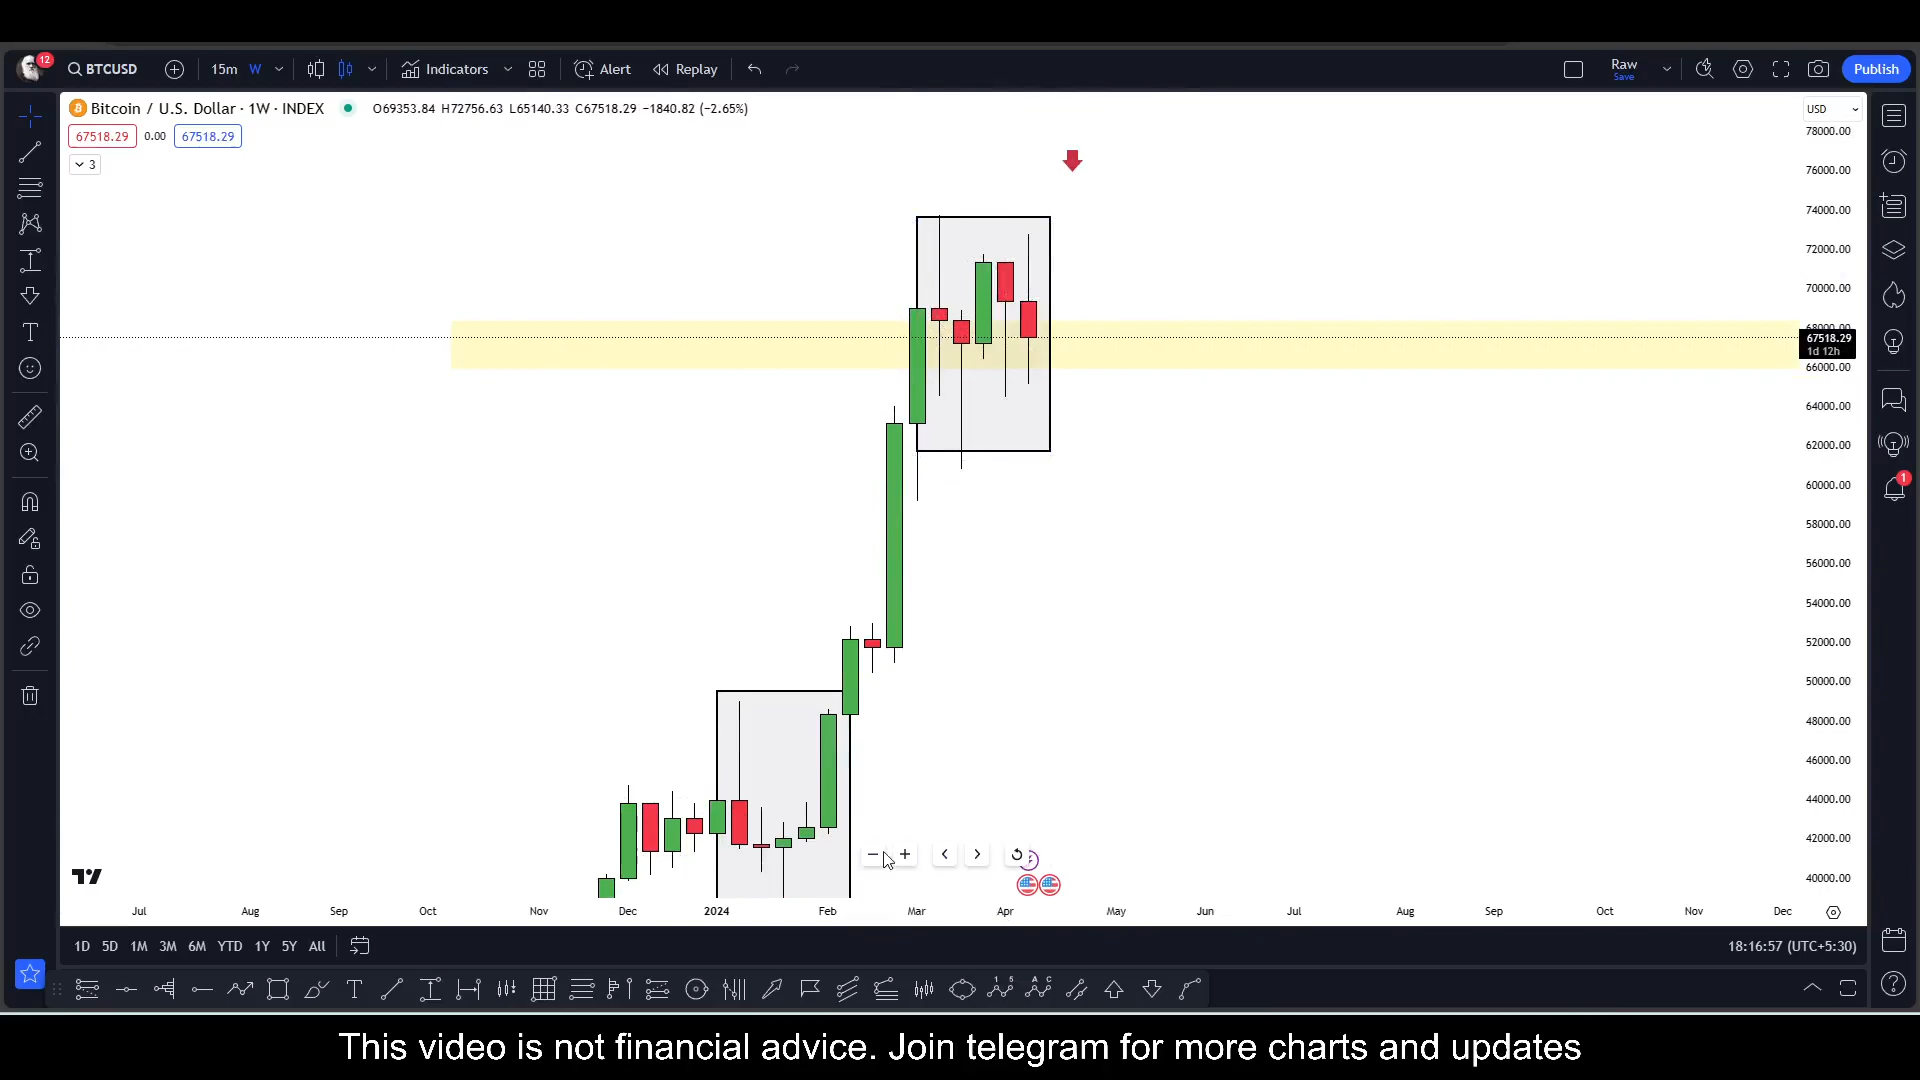 12
BTCUSD
15m W
Indicators
Alert
Replay
Raw
Save
Publish
Bitcoin / U.S. Dollar · 1W · INDEX
O69353.84 H72756.63 L65140.33 C67518.29 −1840.82 (−2.65%)
USD
67518.29 0.00 67518.29
3
78000.00
76000.00
74000.00
72000.00
70000.00
68000.00
67518.29
1d 12h
66000.00
64000.00
62000.00
60000.00
58000.00
56000.00
54000.00
52000.00
50000.00
48000.00
46000.00
44000.00
42000.00
40000.00
1
Jul Aug Sep Oct Nov Dec 2024 Feb Mar Apr May Jun Jul Aug Sep Oct Nov Dec
1D 5D 1M 3M 6M YTD 1Y 5Y All
18:16:57 (UTC+5:30)
This video is not financial advice. Join telegram for more charts and updates